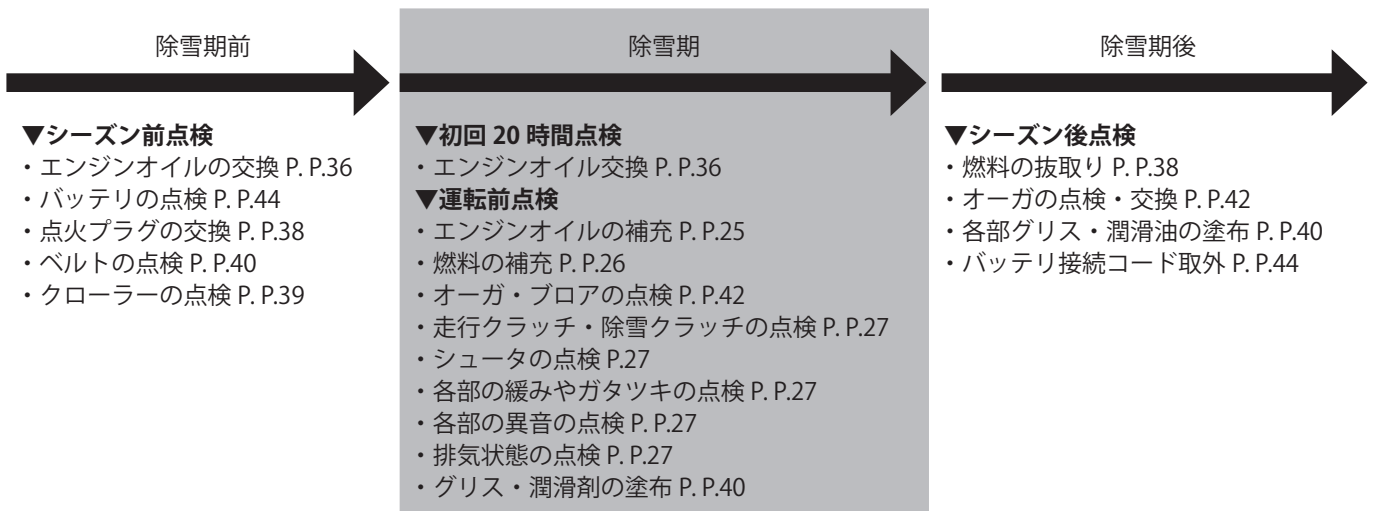 除雪期前
▼シーズン前点検
・エンジンオイルの交換 P. P.36
・バッテリの点検 P. P.44
・点火プラグの交換 P. P.38
・ベルトの点検 P. P.40
・クローラーの点検 P. P.39
除雪期
▼初回 20 時間点検
・エンジンオイル交換 P. P.36
▼運転前点検
・エンジンオイルの補充 P. P.25
・燃料の補充 P. P.26
・オーガ・ブロアの点検 P. P.42
・走行クラッチ・除雪クラッチの点検 P. P.27
・シュータの点検 P.27
・各部の緩みやガタツキの点検 P. P.27
・各部の異音の点検 P. P.27
・排気状態の点検 P. P.27
・グリス・潤滑剤の塗布 P. P.40
除雪期後
▼シーズン後点検
・燃料の抜取り P. P.38
・オーガの点検・交換 P. P.42
・各部グリス・潤滑油の塗布 P. P.40
・バッテリ接続コード取外 P. P.44